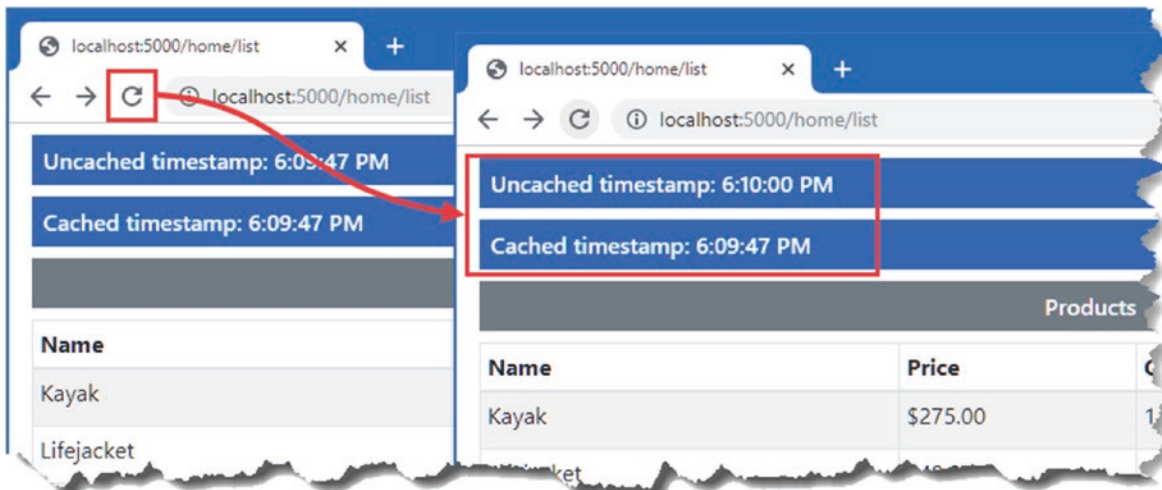 localhost:5000/home/list
localhost:5000/home/list
Uncached timestamp: 6:09:47 PM
Cached timestamp: 6:09:47 PM
Name
Kayak
Lifejacket
localhost:5000/home/list
localhost:5000/home/list
Uncached timestamp: 6:10:00 PM
Cached timestamp: 6:09:47 PM
Products
Name Price
Kayak $275.00